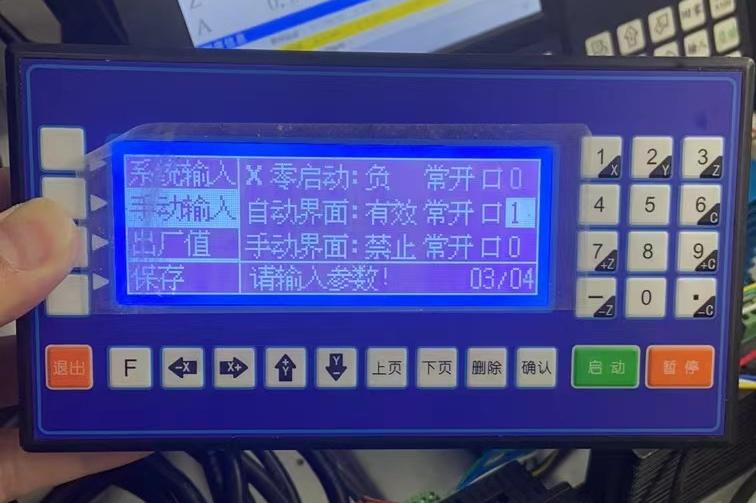 系统输入 X 零启动:负 常开 口0
手动输入 自动界面:有效 常开 口1
出厂值 手动界面:禁止 常开 口0
保存 请输入参数! 03/04
1 X 2 Y 3 Z
4 5 6 C
7 +Z 8 9 +C
- -Z 0 . -C
退出 F -X X+ Y+ Y- 上页 下页 删除 确认 启动 暂停